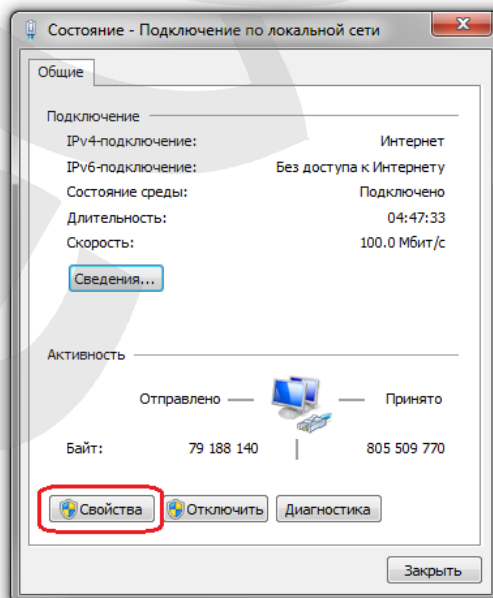 Состояние - Подключение по локальной сети
Общие
Подключение
IPv4-подключение: Интернет
IPv6-подключение: Без доступа к Интернету
Состояние среды: Подключено
Длительность: 04:47:33
Скорость: 100.0 Мбит/с
Сведения...
Активность
Отправлено Принято
Байт: 79 188 140 805 509 770
Свойства Отключить Диагностика
Закрыть